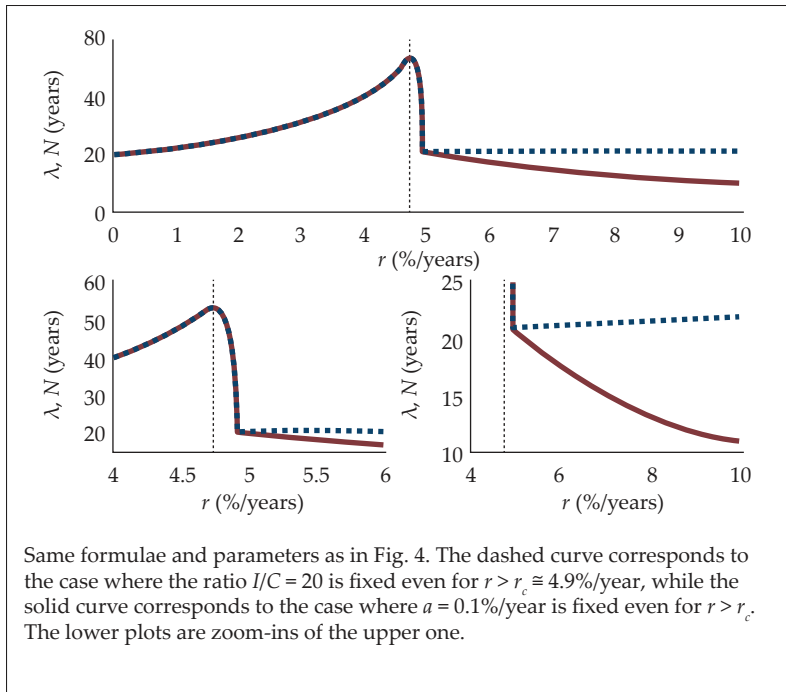 80
40
20
0
λ, N (years)
0 1 2 3 4 5 6 7 8 9 10
r (%/years)
60
50
40
30
20
λ, N (years)
4 4.5 5 5.5 6
r (%/years)
25
20
15
10
λ, N (years)
6 8 10
r (%/years)
Same formulae and parameters as in Fig. 4. The dashed curve corresponds to
the case where the ratio I/C = 20 is fixed even for r > r_c ≅ 4.9%/year, while the
solid curve corresponds to the case where a = 0.1%/year is fixed even for r > r_c.
The lower plots are zoom-ins of the upper one.